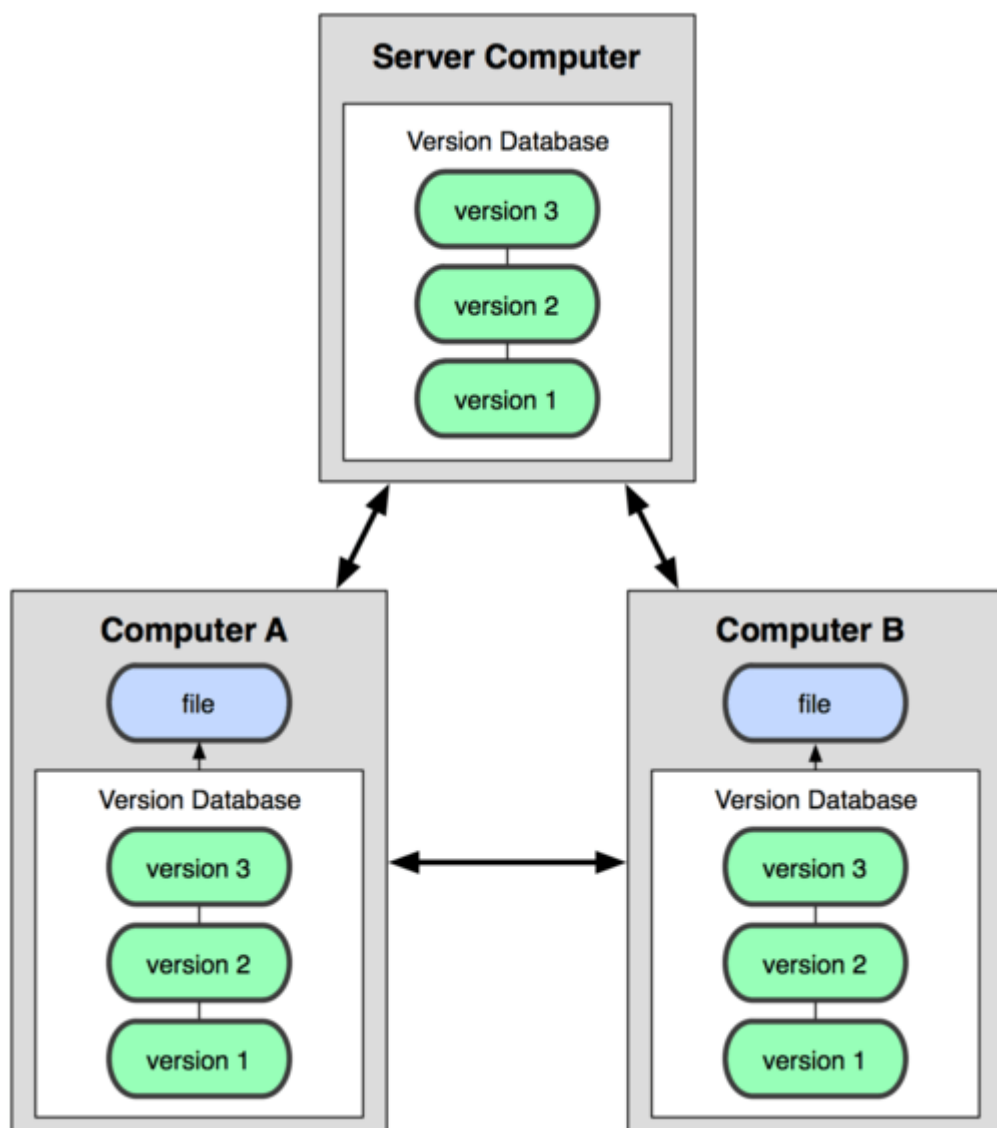 Server Computer
Version Database
version 3
version 2
version 1
Computer A
file
Version Database
version 3
version 2
version 1
Computer B
file
Version Database
version 3
version 2
version 1